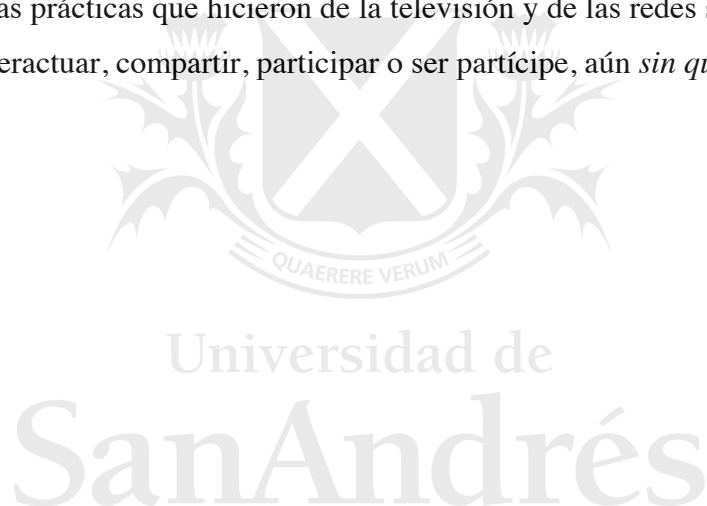 as prácticas que hicieron de la televisión y de las redes
eractuar, compartir, participar o ser partícipe, aún sin qu
QUAERERE VERUM
Universidad de
SanAndrés